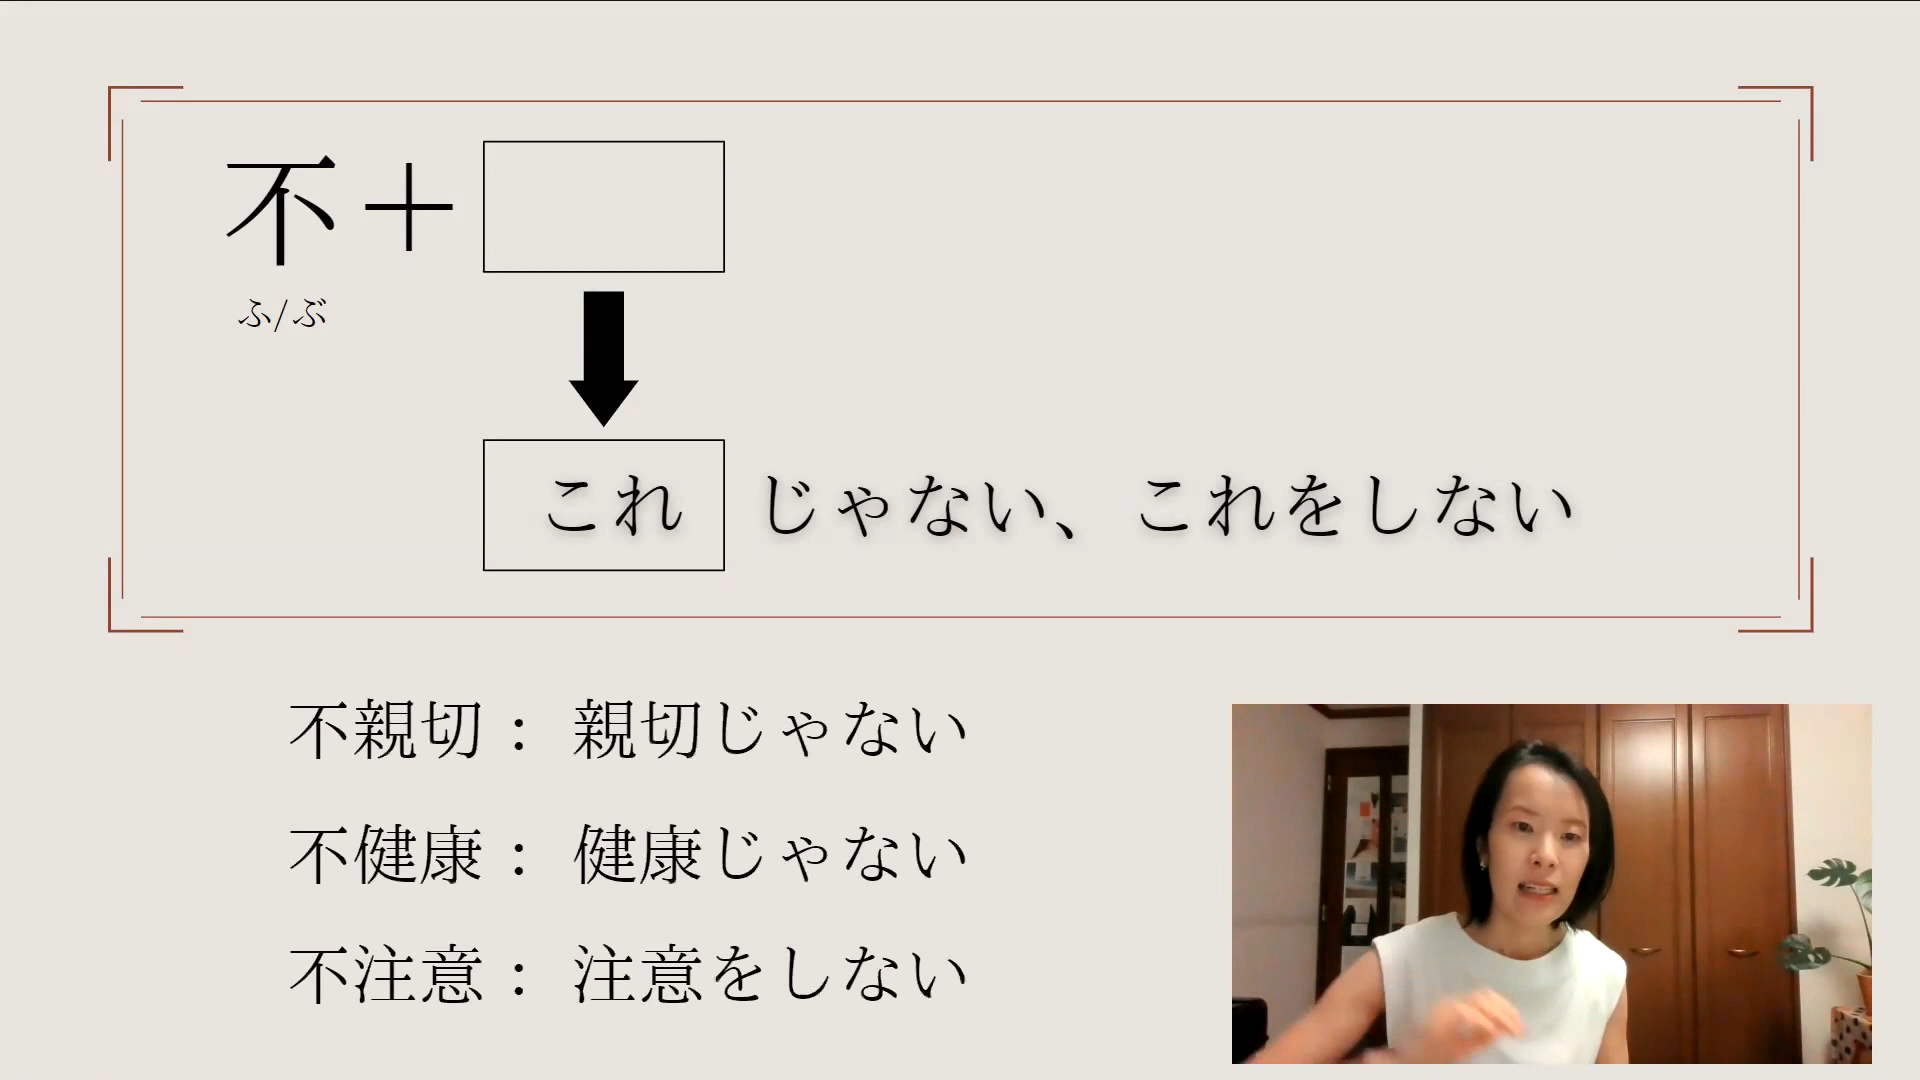 不＋
ふ/ぶ
これ じゃない、これをしない
不親切： 親切じゃない
不健康： 健康じゃない
不注意： 注意をしない